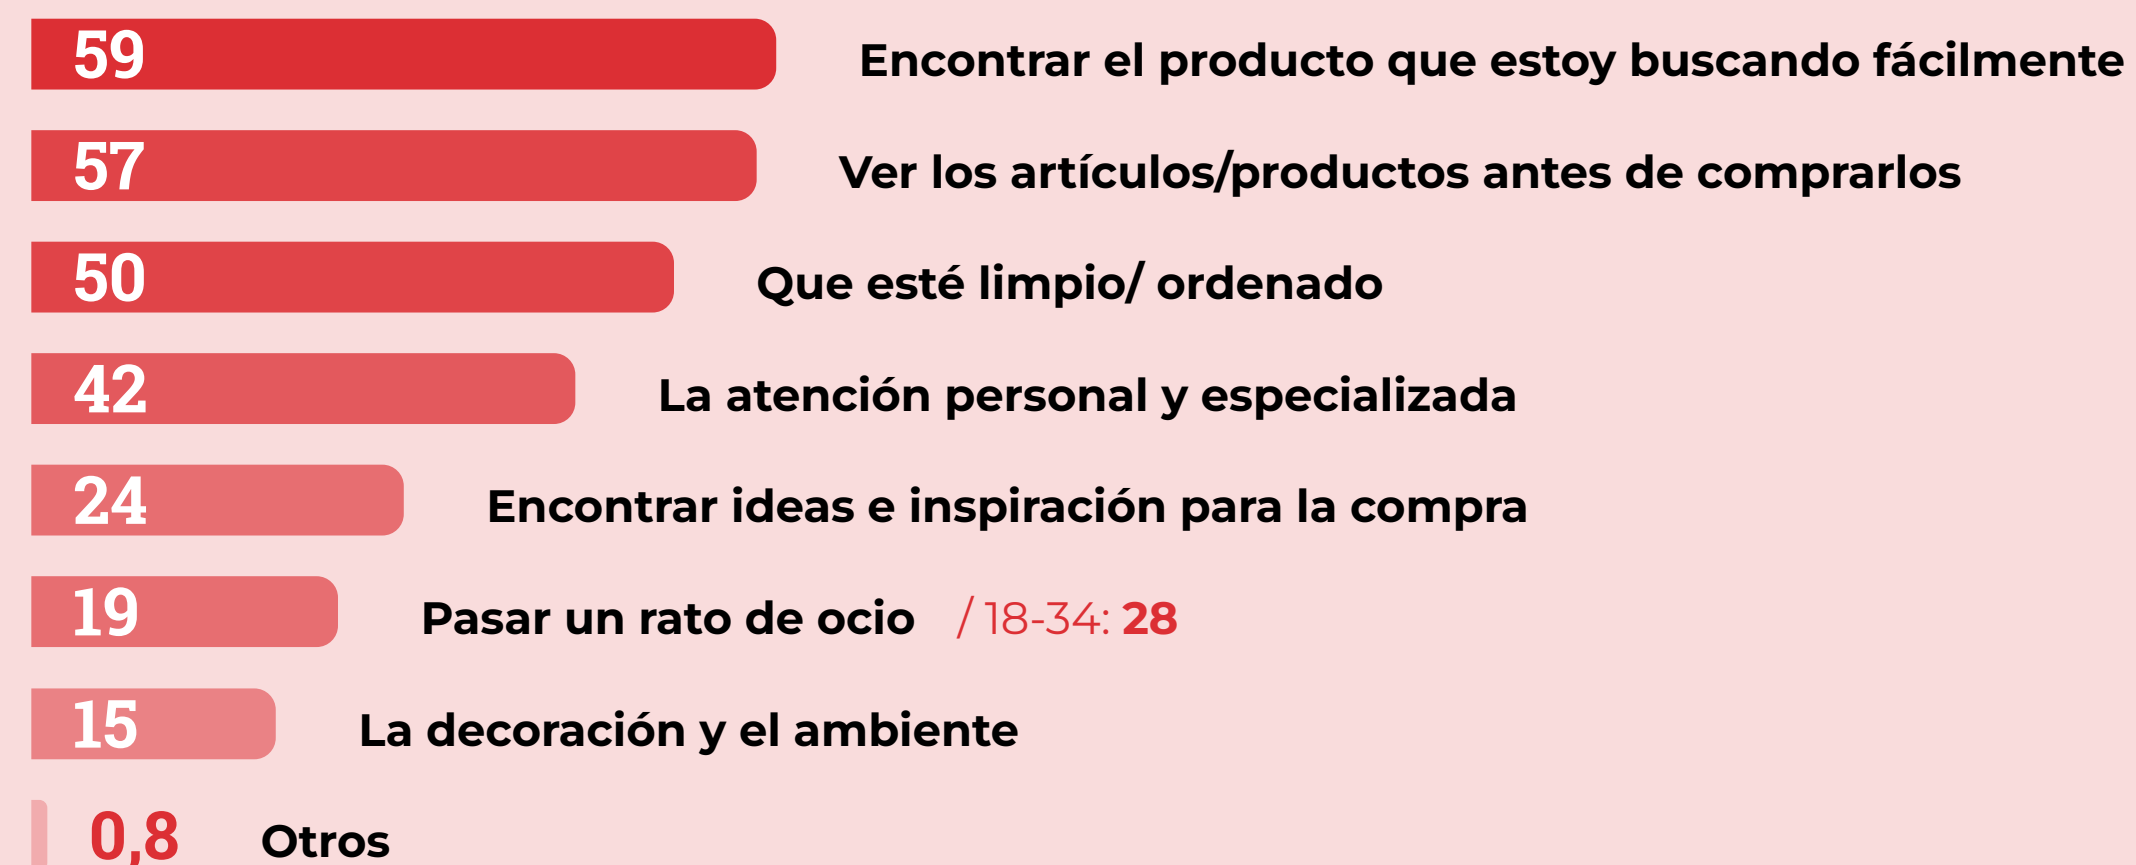 59 Encontrar el producto que estoy buscando fácilmente
57 Ver los artículos/productos antes de comprarlos
50 Que esté limpio/ ordenado
42 La atención personal y especializada
24 Encontrar ideas e inspiración para la compra
19 Pasar un rato de ocio / 18-34: 28
15 La decoración y el ambiente
0,8 Otros